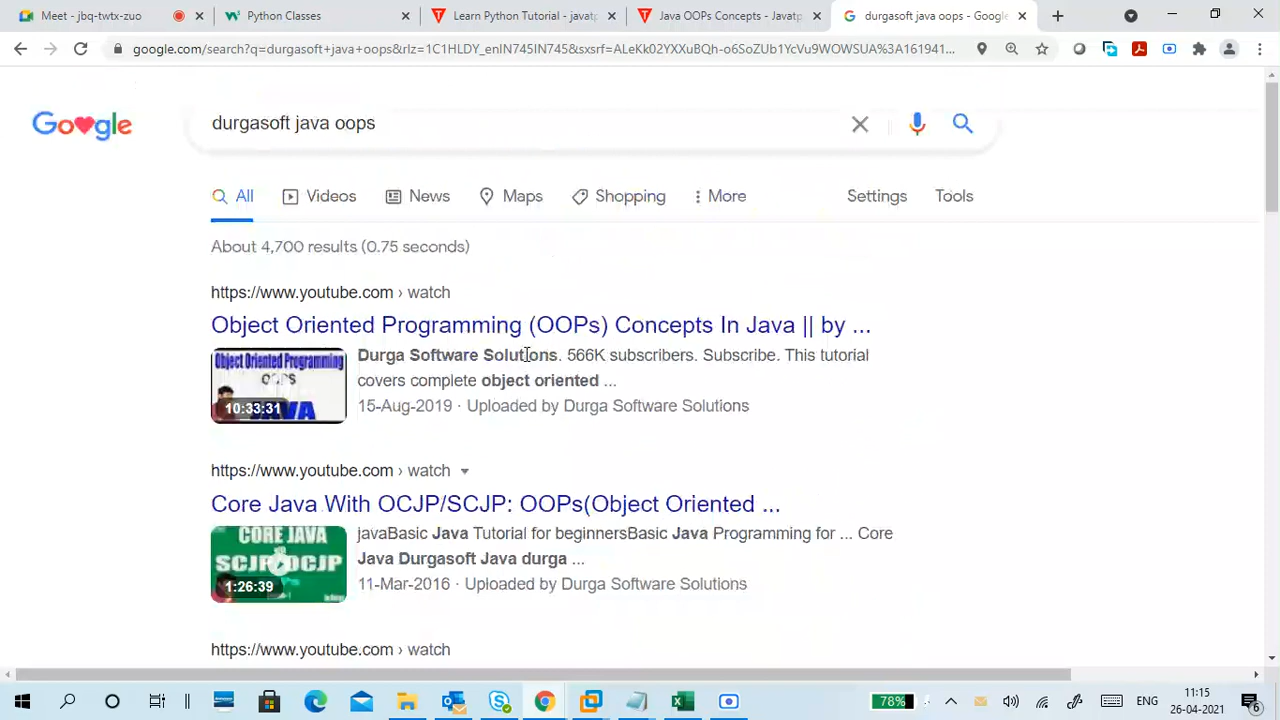 Meet - jbq-twtx-zuo
Python Classes
Learn Python Tutorial - javatp
Java OOPs Concepts - Javatp
durgasoft java oops - Google
google.com/search?q=durgasoft+java+oops&rlz=1C1HLDY_enIN745IN745&sxsrf=ALeKk02YXXuBQh-o6SoZUb1YcVu9WOWSUA%3A161941...
Google
durgasoft java oops
All
Videos
News
Maps
Shopping
More
Settings
Tools
About 4,700 results (0.75 seconds)
https://www.youtube.com › watch
Object Oriented Programming (OOPs) Concepts In Java || by ...
Object Oriented Programming
OOPS
JAVA
10:33:31
Durga Software Solutions. 566K subscribers. Subscribe. This tutorial
covers complete object oriented ...
15-Aug-2019 · Uploaded by Durga Software Solutions
https://www.youtube.com › watch
Core Java With OCJP/SCJP: OOPs(Object Oriented ...
CORE JAVA
SCJP OCJP
1:26:39
javaBasic Java Tutorial for beginnersBasic Java Programming for ... Core
Java Durgasoft Java durga ...
11-Mar-2016 · Uploaded by Durga Software Solutions
https://www.youtube.com › watch
78%
ENG
11:15
26-04-2021
6